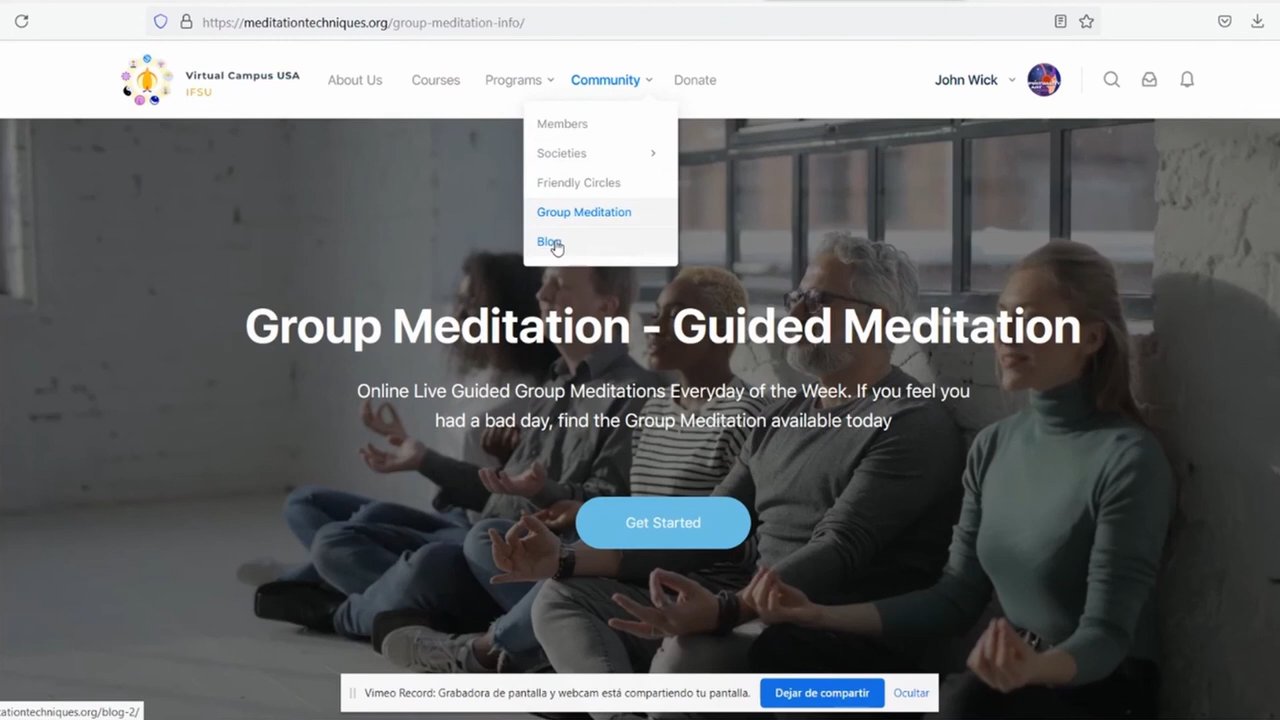 https://meditationtechniques.org/group-meditation-info/
Virtual Campus USA
IFSU
About Us
Courses
Programs
Community
Donate
John Wick
Members
Societies
Friendly Circles
Group Meditation
Blog
Group Meditation - Guided Meditation
Online Live Guided Group Meditations Everyday of the Week. If you feel you
had a bad day, find the Group Meditation available today
Get Started
Vimeo Record: Grabadora de pantalla y webcam está compartiendo tu pantalla.
Dejar de compartir
Ocultar
tationtechniques.org/blog-2/